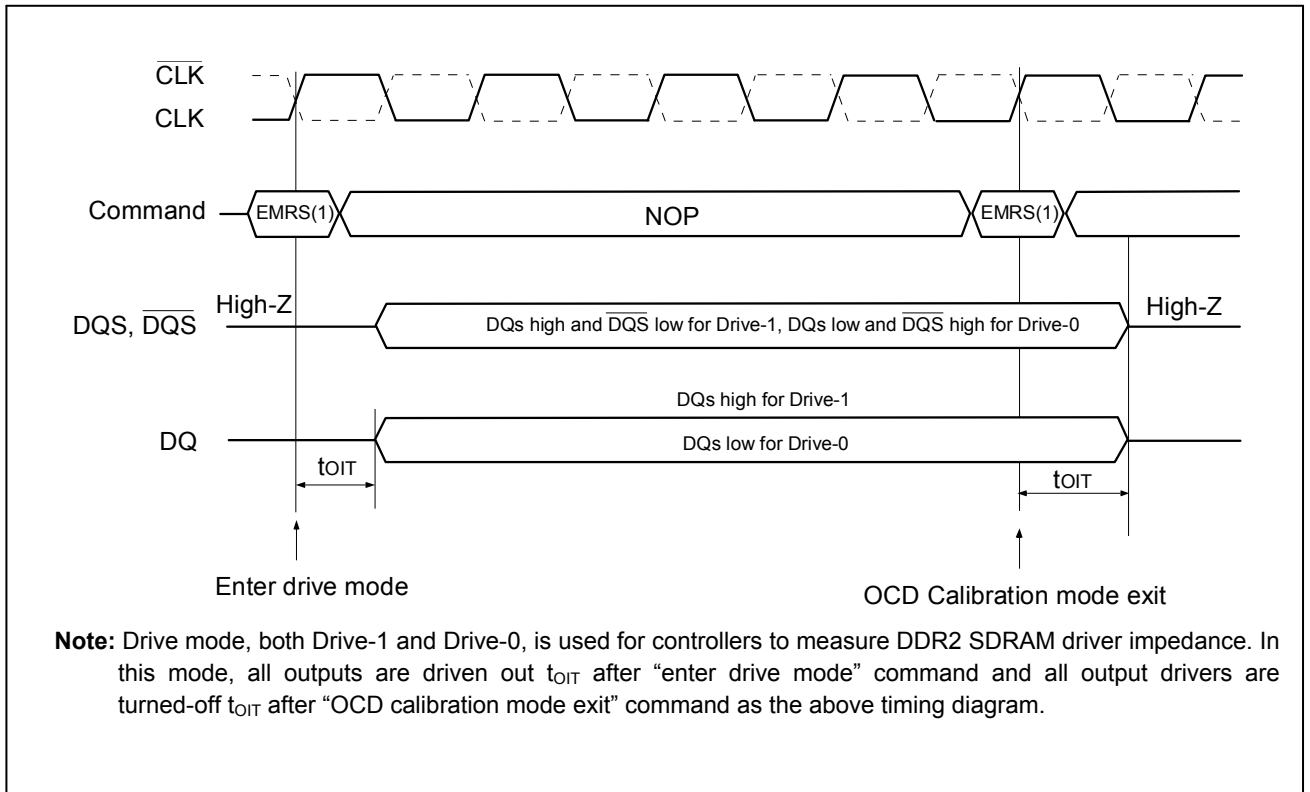 CLK
CLK
Command
EMRS(1)
NOP
EMRS(1)
DQS, DQS
High-Z
DQs high and DQS low for Drive-1, DQs low and DQS high for Drive-0
High-Z
DQs high for Drive-1
DQ
DQs low for Drive-0
tOIT
tOIT
Enter drive mode
OCD Calibration mode exit
Note: Drive mode, both Drive-1 and Drive-0, is used for controllers to measure DDR2 SDRAM driver impedance. In
this mode, all outputs are driven out tOIT after “enter drive mode” command and all output drivers are
turned-off tOIT after “OCD calibration mode exit” command as the above timing diagram.